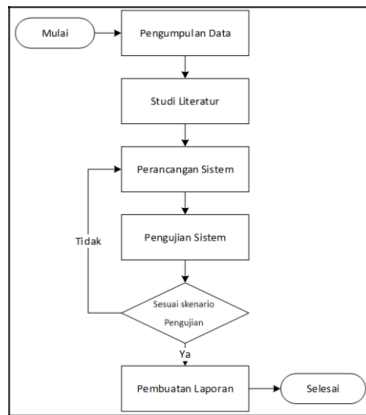 Mulai
Pengumpulan Data
Studi Literatur
Perancangan Sistem
Pengujian Sistem
Tidak
Sesuai skenario
Pengujian
Ya
Pembuatan Laporan
Selesai